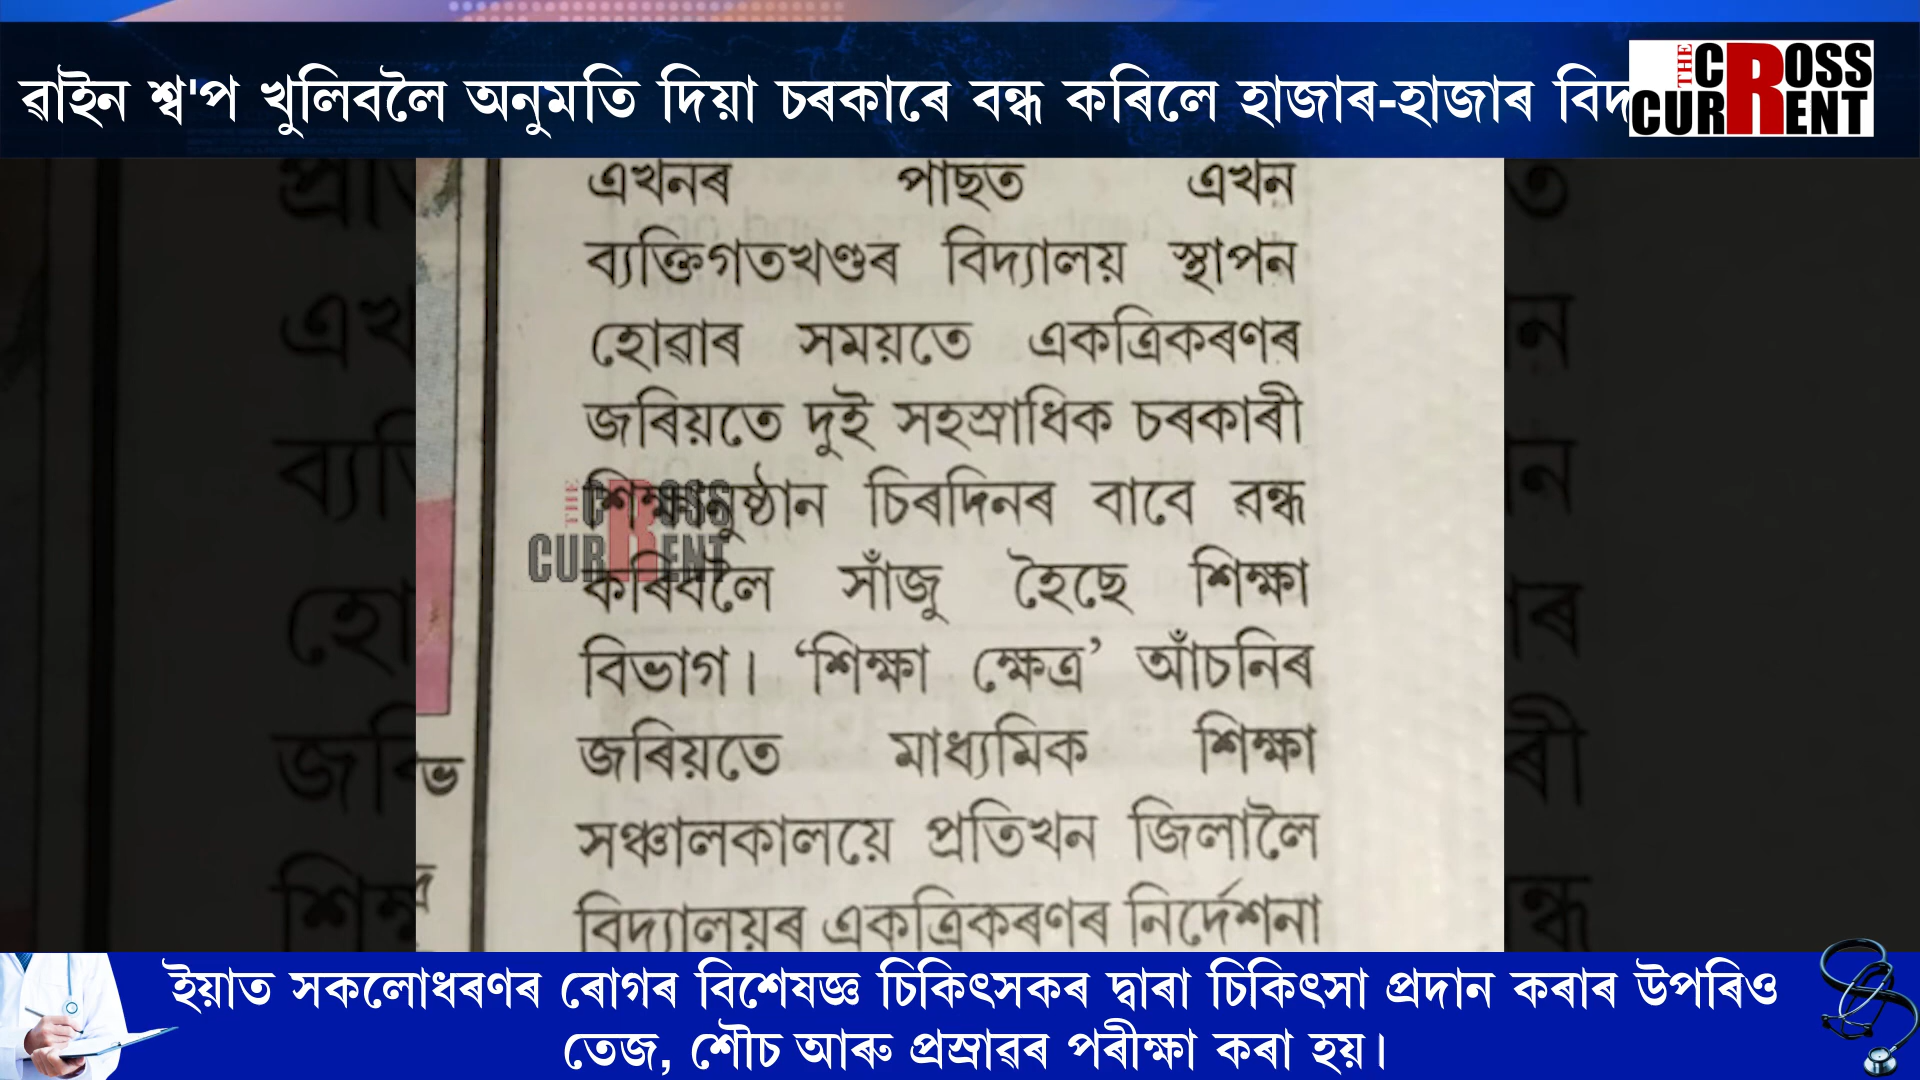 ৱাইন শ্ব'প খুলিবলৈ অনুমতি দিয়া চৰকাৰে বন্ধ কৰিলে হাজাৰ-হাজাৰ
THE CROSS CURRENT
এখনৰ পাছত এখন
ব্যক্তিগতখণ্ডৰ বিদ্যালয় স্থাপন
হোৱাৰ সময়তে একত্ৰিকৰণৰ
জৰিয়তে দুই সহস্ৰাধিক চৰকাৰী
শিক্ষানুষ্ঠান চিৰদিনৰ বাবে বন্ধ
কৰিবলৈ সাঁজু হৈছে শিক্ষা
বিভাগ। ‘শিক্ষা ক্ষেত্ৰ’ আঁচনিৰ
জৰিয়তে মাধ্যমিক শিক্ষা
সঞ্চালকালয়ে প্ৰতিখন জিলালৈ
বিদ্যালয়ৰ একত্ৰিকৰণৰ নিৰ্দেশনা
THE CROSS CURRENT
ইয়াত সকলোধৰণৰ ৰোগৰ বিশেষজ্ঞ চিকিৎসকৰ দ্বাৰা চিকিৎসা প্ৰদান কৰাৰ উপৰিও
তেজ, শৌচ আৰু প্ৰস্ৰাৱৰ পৰীক্ষা কৰা হয়।